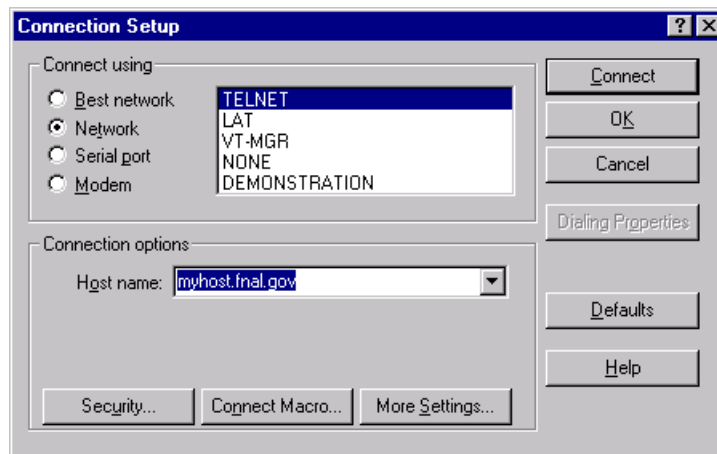 Connection Setup
Connect using
Best network
Network
Serial port
Modem
TELNET
LAT
VT-MGR
NONE
DEMONSTRATION
Connection options
Host name: myhost.fnal.gov
Security...
Connect Macro...
More Settings...
Connect
OK
Cancel
Dialing Properties
Defaults
Help